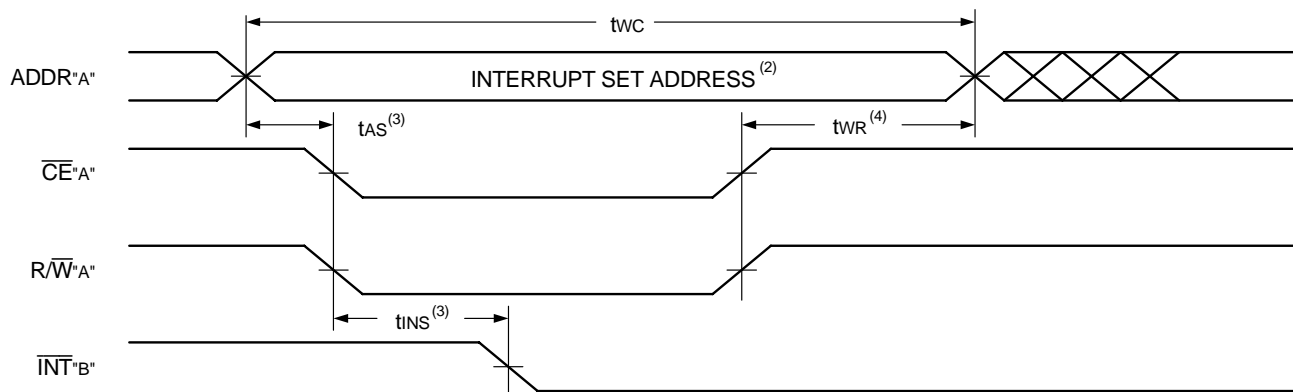 tWC
ADDR"A"
INTERRUPT SET ADDRESS(2)
tAS(3)
tWR(4)
CE"A"
R/W"A"
tINS(3)
INT"B"